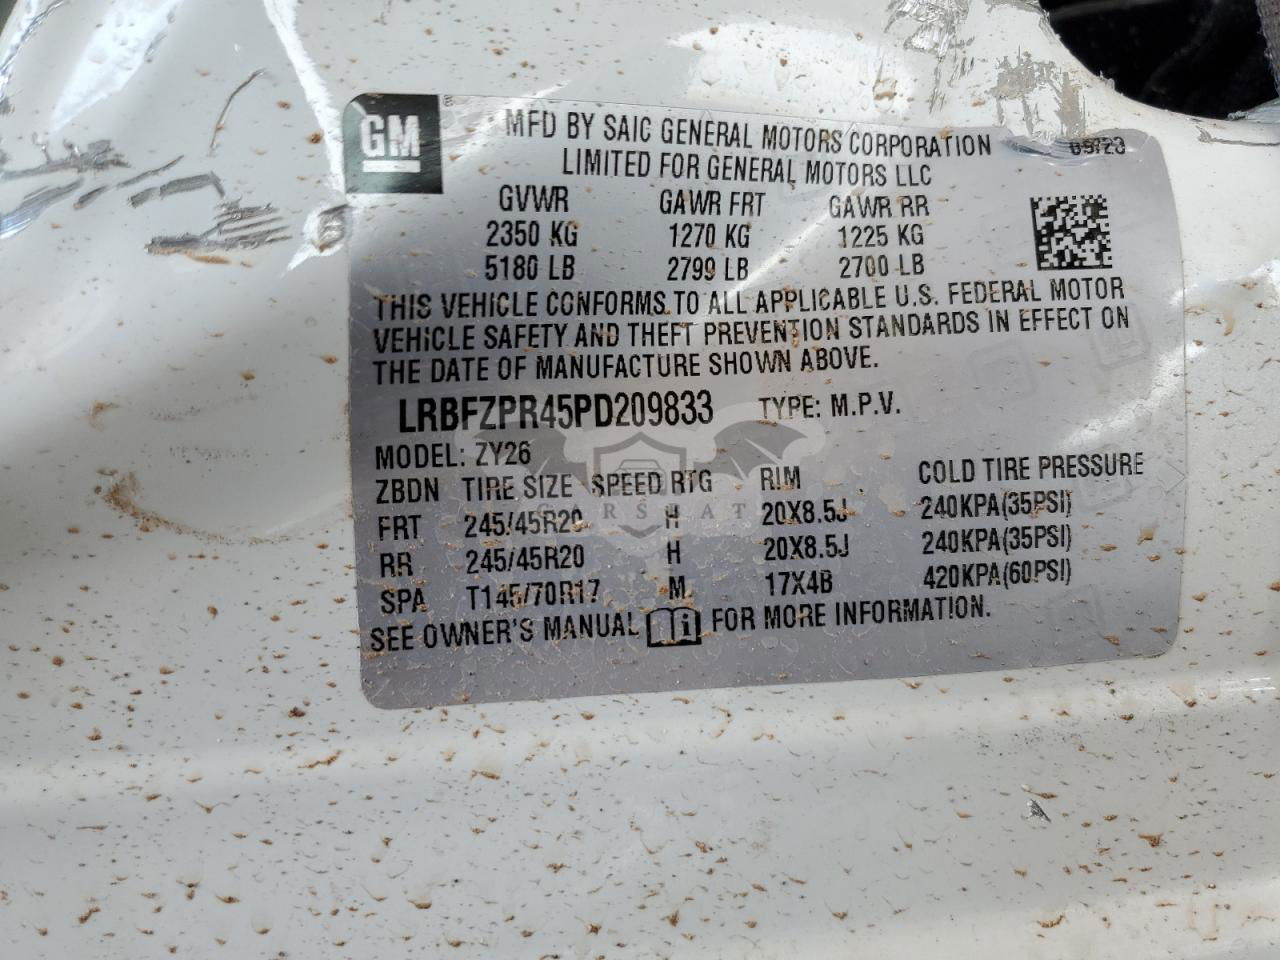 GM
MFD BY SAIC GENERAL MOTORS CORPORATION 09/23
LIMITED FOR GENERAL MOTORS LLC
GVWR GAWR FRT GAWR RR
2350 KG 1270 KG 1225 KG
5180 LB 2799 LB 2700 LB
THIS VEHICLE CONFORMS TO ALL APPLICABLE U.S. FEDERAL MOTOR
VEHICLE SAFETY AND THEFT PREVENTION STANDARDS IN EFFECT ON
THE DATE OF MANUFACTURE SHOWN ABOVE.
LRBFZPR45PD209833 TYPE: M.P.V.
MODEL: ZY26
ZBDN TIRE SIZE SPEED RTG RIM COLD TIRE PRESSURE
FRT 245/45R20 H 20X8.5J 240KPA(35PSI)
RR 245/45R20 H 20X8.5J 240KPA(35PSI)
SPA T145/70R17 M 17X4B 420KPA(60PSI)
SEE OWNER'S MANUAL i FOR MORE INFORMATION.